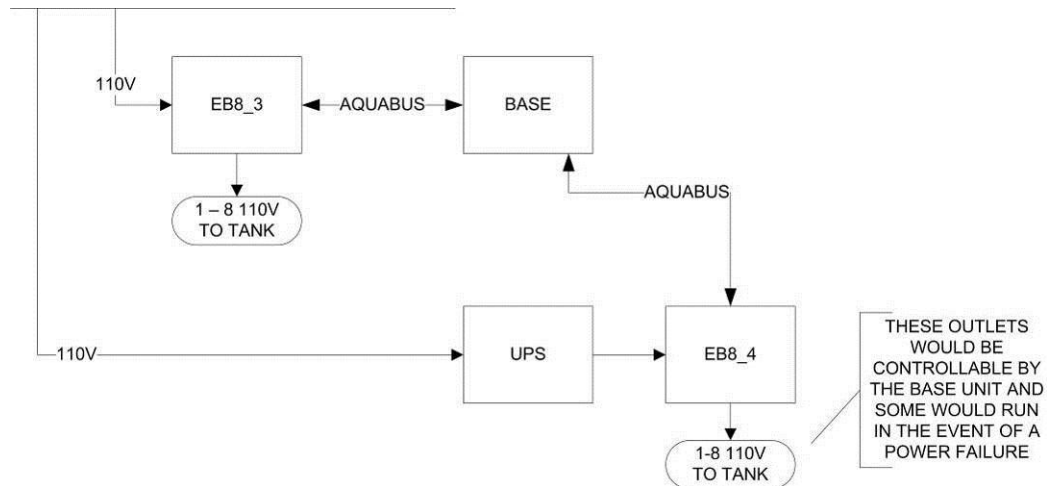 110V
EB8_3
AQUABUS
BASE
1 – 8 110V
TO TANK
AQUABUS
110V
UPS
EB8_4
1-8 110V
TO TANK
THESE OUTLETS
WOULD BE
CONTROLLABLE BY
THE BASE UNIT AND
SOME WOULD RUN
IN THE EVENT OF A
POWER FAILURE